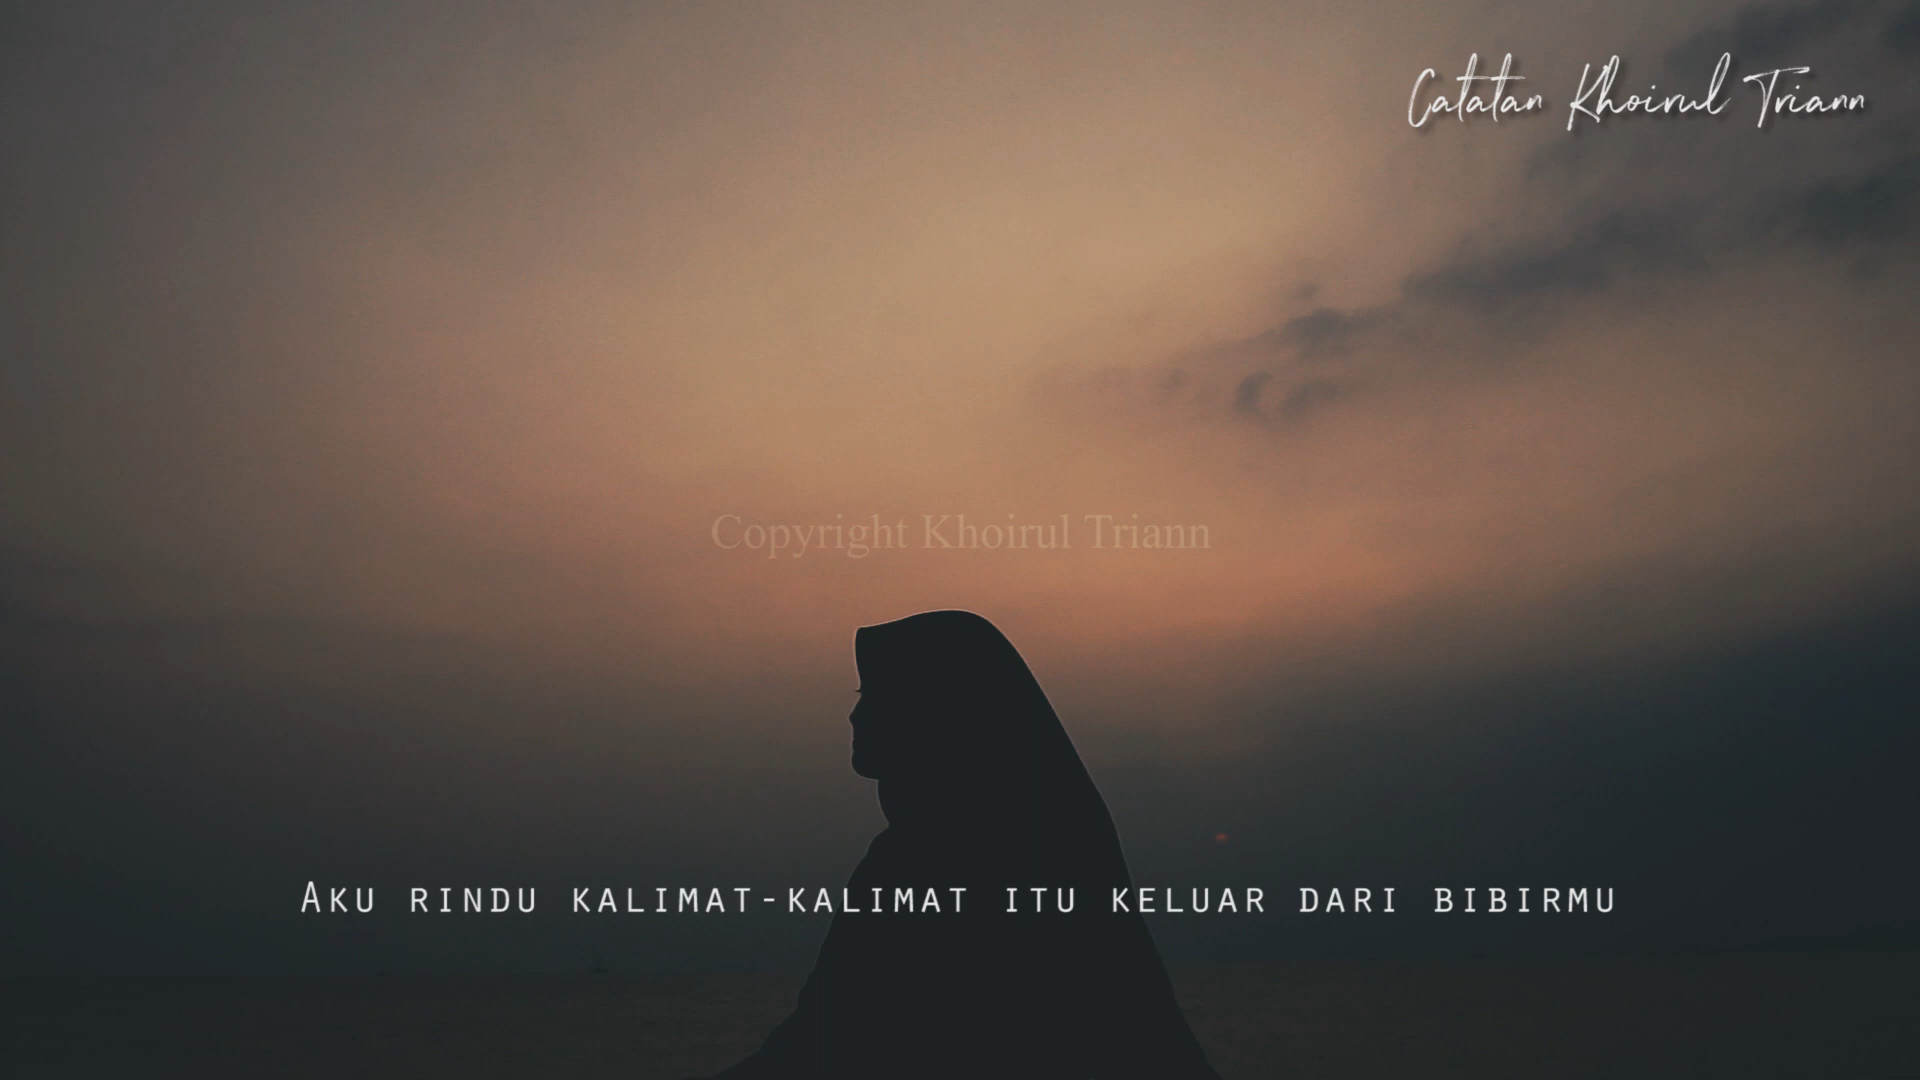 Catatan Khoirul Triann
Copyright Khoirul Triann
Aku rindu kalimat-kalimat itu keluar dari bibirmu